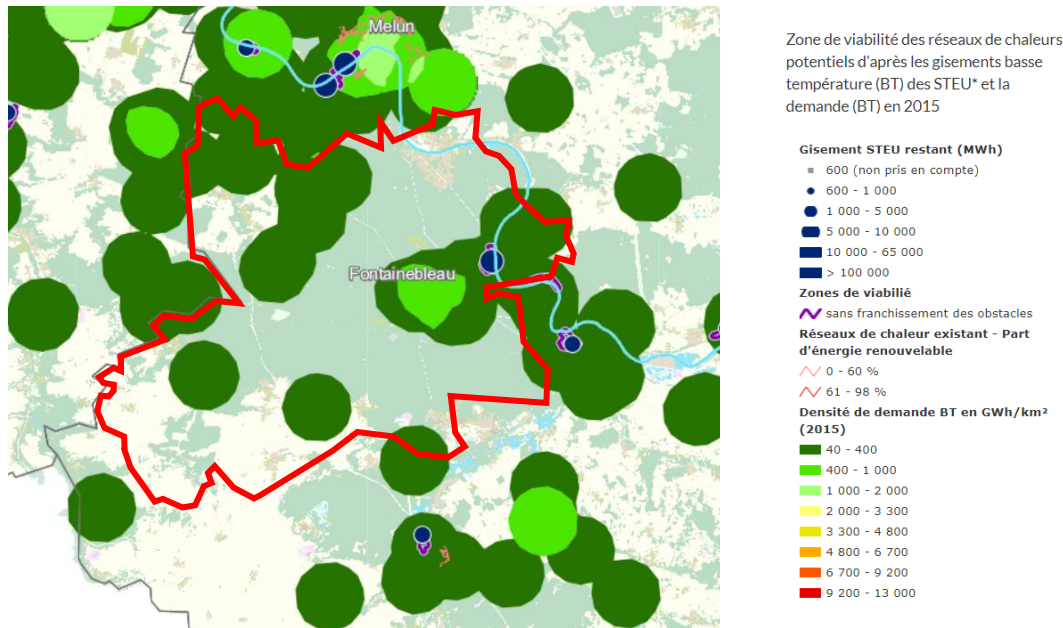 Melun
Fontainebleau
Zone de viabilité des réseaux de chaleurs
potentiels d'après les gisements basse
température (BT) des STEU* et la
demande (BT) en 2015
Gisement STEU restant (MWh)
600 (non pris en compte)
600 - 1 000
1 000 - 5 000
5 000 - 10 000
10 000 - 65 000
> 100 000
Zones de viabilié
sans franchissement des obstacles
Réseaux de chaleur existant - Part
d'énergie renouvelable
0 - 60 %
61 - 98 %
Densité de demande BT en GWh/km²
(2015)
40 - 400
400 - 1 000
1 000 - 2 000
2 000 - 3 300
3 300 - 4 800
4 800 - 6 700
6 700 - 9 200
9 200 - 13 000